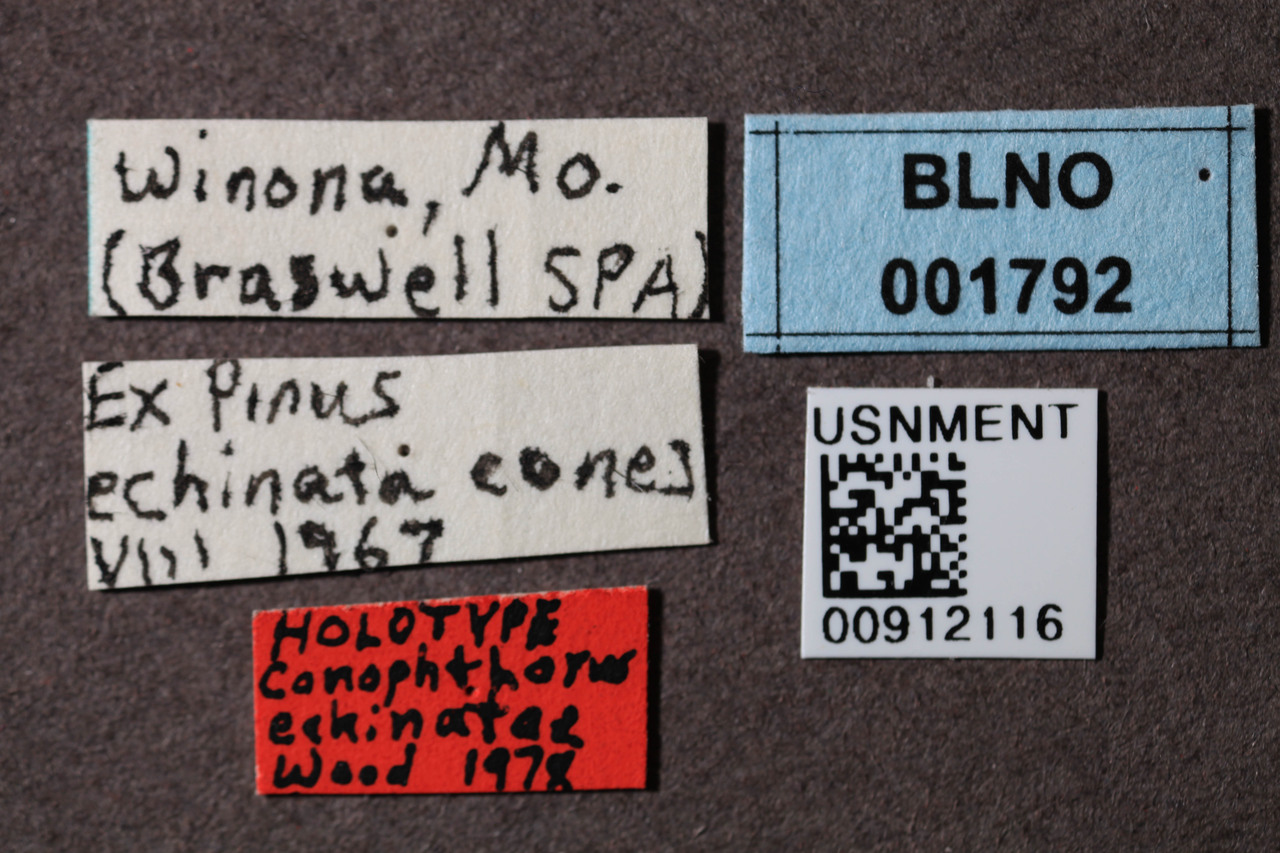 Winona, Mo.
(Braswell SPA)
Ex Pinus
echinata cones
VIII 1967
HOLOTYPE
Conophthorus
echinatae
Wood 1978
BLNO
001792
USNMENT
00912116